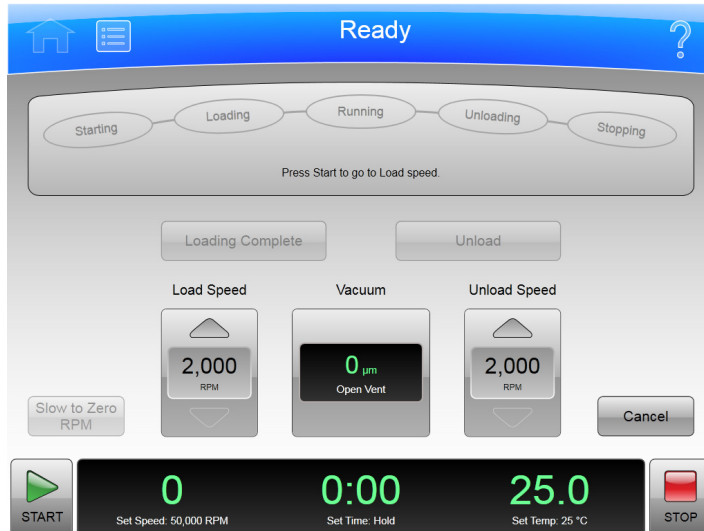 Ready
?
Starting
Loading
Running
Unloading
Stopping
Press Start to go to Load speed.
Loading Complete
Unload
Load Speed
Vacuum
Unload Speed
2,000
RPM
0 µm
Open Vent
2,000
RPM
Slow to Zero
RPM
Cancel
START
0
Set Speed: 50,000 RPM
0:00
Set Time: Hold
25.0
Set Temp: 25 °C
STOP